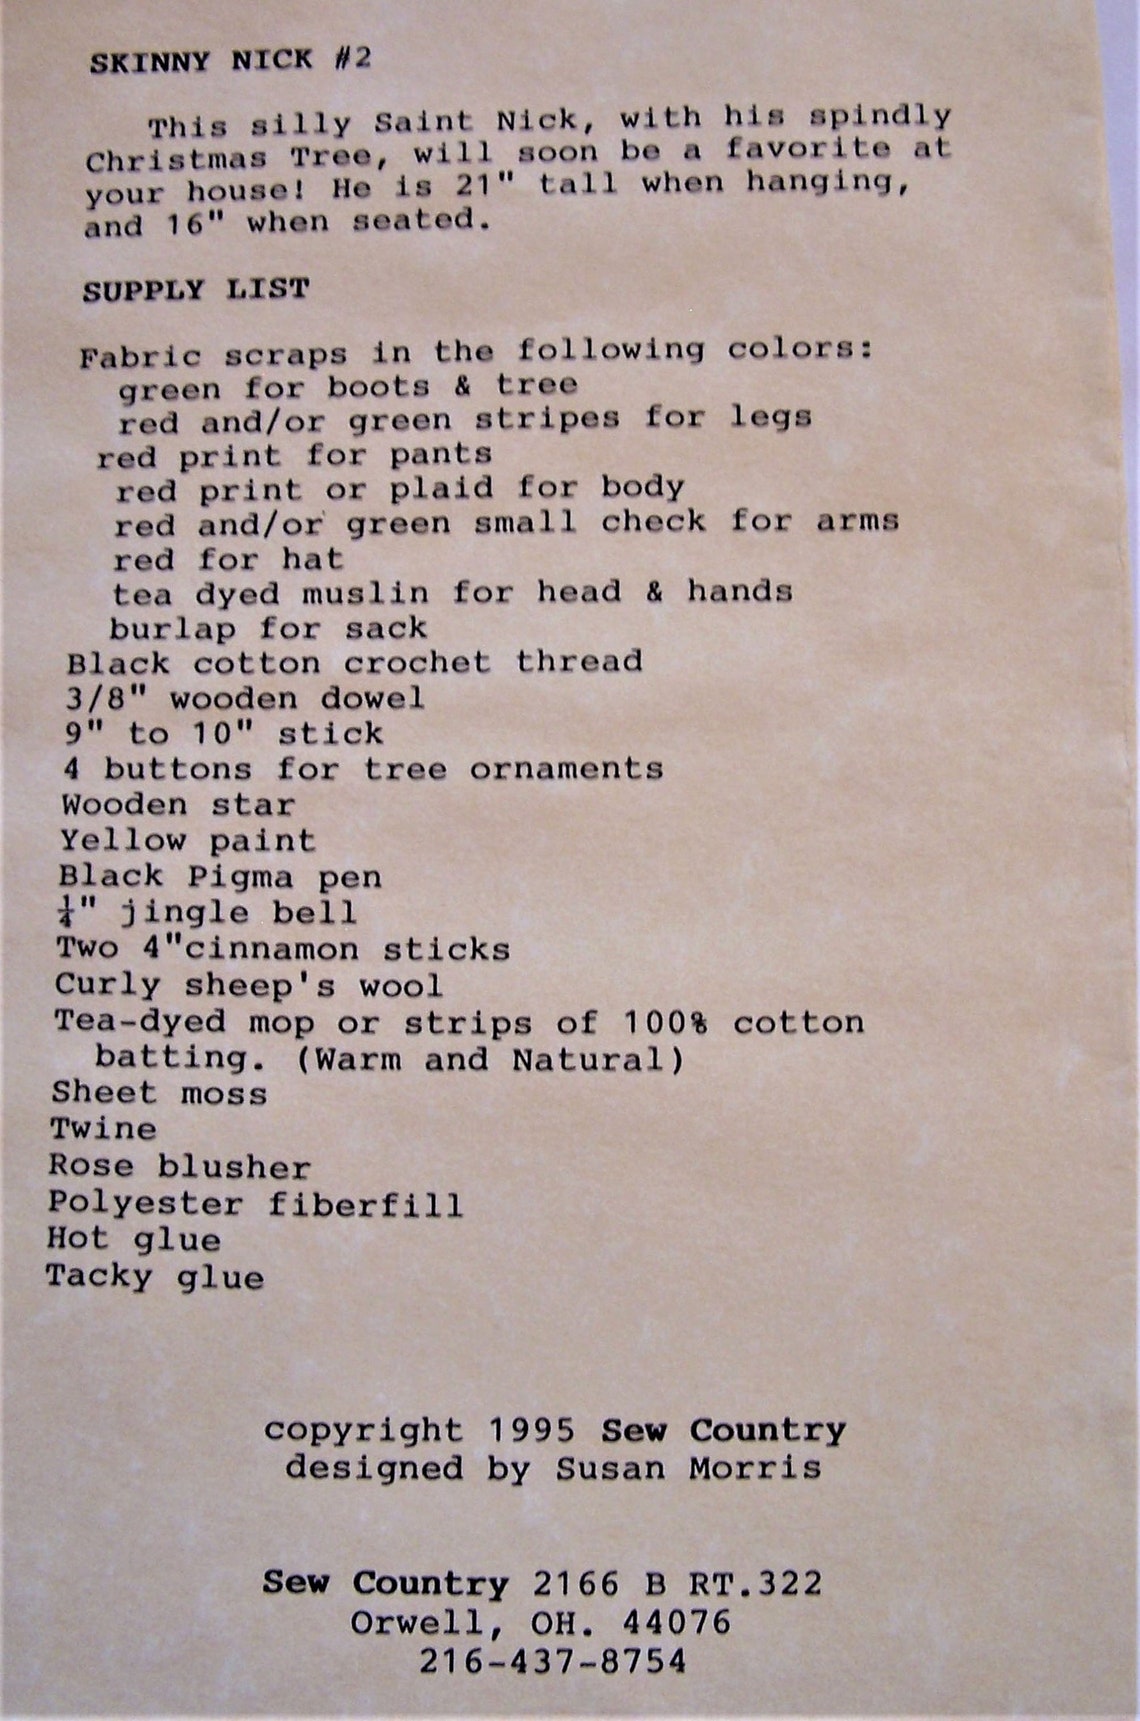 SKINNY NICK #2
This silly Saint Nick, with his spindly
Christmas Tree, will soon be a favorite at
your house! He is 21" tall when hanging,
and 16" when seated.
SUPPLY LIST
Fabric scraps in the following colors:
green for boots & tree
red and/or green stripes for legs
red print for pants
red print or plaid for body
red and/or green small check for arms
red for hat
tea dyed muslin for head & hands
burlap for sack
Black cotton crochet thread
3/8" wooden dowel
9" to 10" stick
4 buttons for tree ornaments
Wooden star
Yellow paint
Black Pigma pen
¼" jingle bell
Two 4"cinnamon sticks
Curly sheep's wool
Tea-dyed mop or strips of 100% cotton
batting. (Warm and Natural)
Sheet moss
Twine
Rose blusher
Polyester fiberfill
Hot glue
Tacky glue
copyright 1995 Sew Country
designed by Susan Morris
Sew Country 2166 B RT.322
Orwell, OH. 44076
216-437-8754